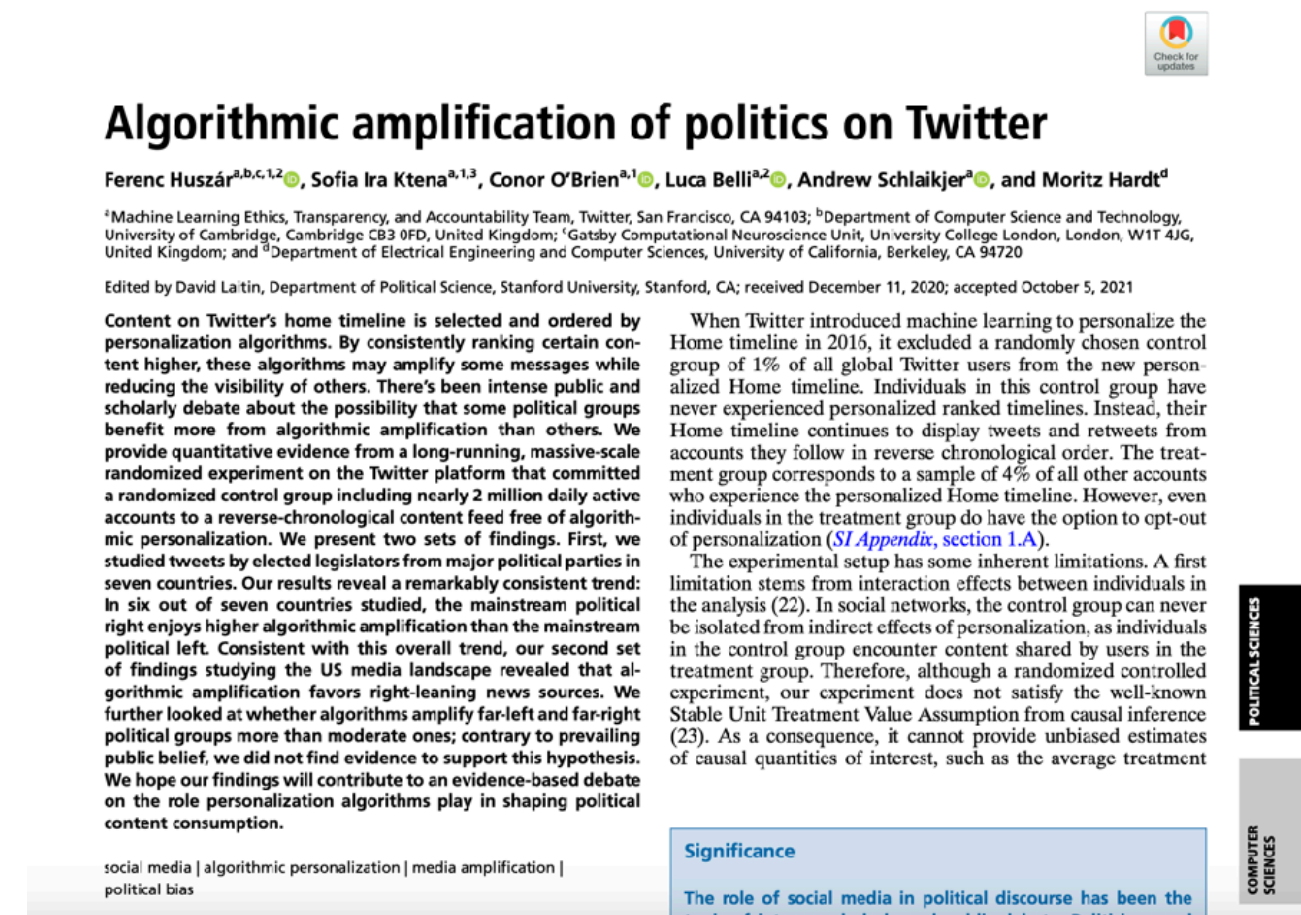 Check for
updates
Algorithmic amplification of politics on Twitter
Ferenc Huszár a,b,c,1,2, Sofia Ira Ktena a,1,3, Conor O'Brien a,1, Luca Belli a,2, Andrew Schlaikjer a, and Moritz Hardt d
a Machine Learning Ethics, Transparency, and Accountability Team, Twitter, San Francisco, CA 94103; b Department of Computer Science and Technology,
University of Cambridge, Cambridge CB3 0FD, United Kingdom; c Gatsby Computational Neuroscience Unit, University College London, London, W1T 4JG,
United Kingdom; and d Department of Electrical Engineering and Computer Sciences, University of California, Berkeley, CA 94720
Edited by David Laitin, Department of Political Science, Stanford University, Stanford, CA; received December 11, 2020; accepted October 5, 2021
Content on Twitter's home timeline is selected and ordered by
personalization algorithms. By consistently ranking certain con-
tent higher, these algorithms may amplify some messages while
reducing the visibility of others. There's been intense public and
scholarly debate about the possibility that some political groups
benefit more from algorithmic amplification than others. We
provide quantitative evidence from a long-running, massive-scale
randomized experiment on the Twitter platform that committed
a randomized control group including nearly 2 million daily active
accounts to a reverse-chronological content feed free of algorith-
mic personalization. We present two sets of findings. First, we
studied tweets by elected legislators from major political parties in
seven countries. Our results reveal a remarkably consistent trend:
In six out of seven countries studied, the mainstream political
right enjoys higher algorithmic amplification than the mainstream
political left. Consistent with this overall trend, our second set
of findings studying the US media landscape revealed that al-
gorithmic amplification favors right-leaning news sources. We
further looked at whether algorithms amplify far-left and far-right
political groups more than moderate ones; contrary to prevailing
public belief, we did not find evidence to support this hypothesis.
We hope our findings will contribute to an evidence-based debate
on the role personalization algorithms play in shaping political
content consumption.
social media | algorithmic personalization | media amplification |
political bias
When Twitter introduced machine learning to personalize the
Home timeline in 2016, it excluded a randomly chosen control
group of 1% of all global Twitter users from the new person-
alized Home timeline. Individuals in this control group have
never experienced personalized ranked timelines. Instead, their
Home timeline continues to display tweets and retweets from
accounts they follow in reverse chronological order. The treat-
ment group corresponds to a sample of 4% of all other accounts
who experience the personalized Home timeline. However, even
individuals in the treatment group do have the option to opt-out
of personalization (SI Appendix, section 1.A).
The experimental setup has some inherent limitations. A first
limitation stems from interaction effects between individuals in
the analysis (22). In social networks, the control group can never
be isolated from indirect effects of personalization, as individuals
in the control group encounter content shared by users in the
treatment group. Therefore, although a randomized controlled
experiment, our experiment does not satisfy the well-known
Stable Unit Treatment Value Assumption from causal inference
(23). As a consequence, it cannot provide unbiased estimates
of causal quantities of interest, such as the average treatment
Significance
The role of social media in political discourse has been the
POLITICAL SCIENCES
COMPUTER
SCIENCES